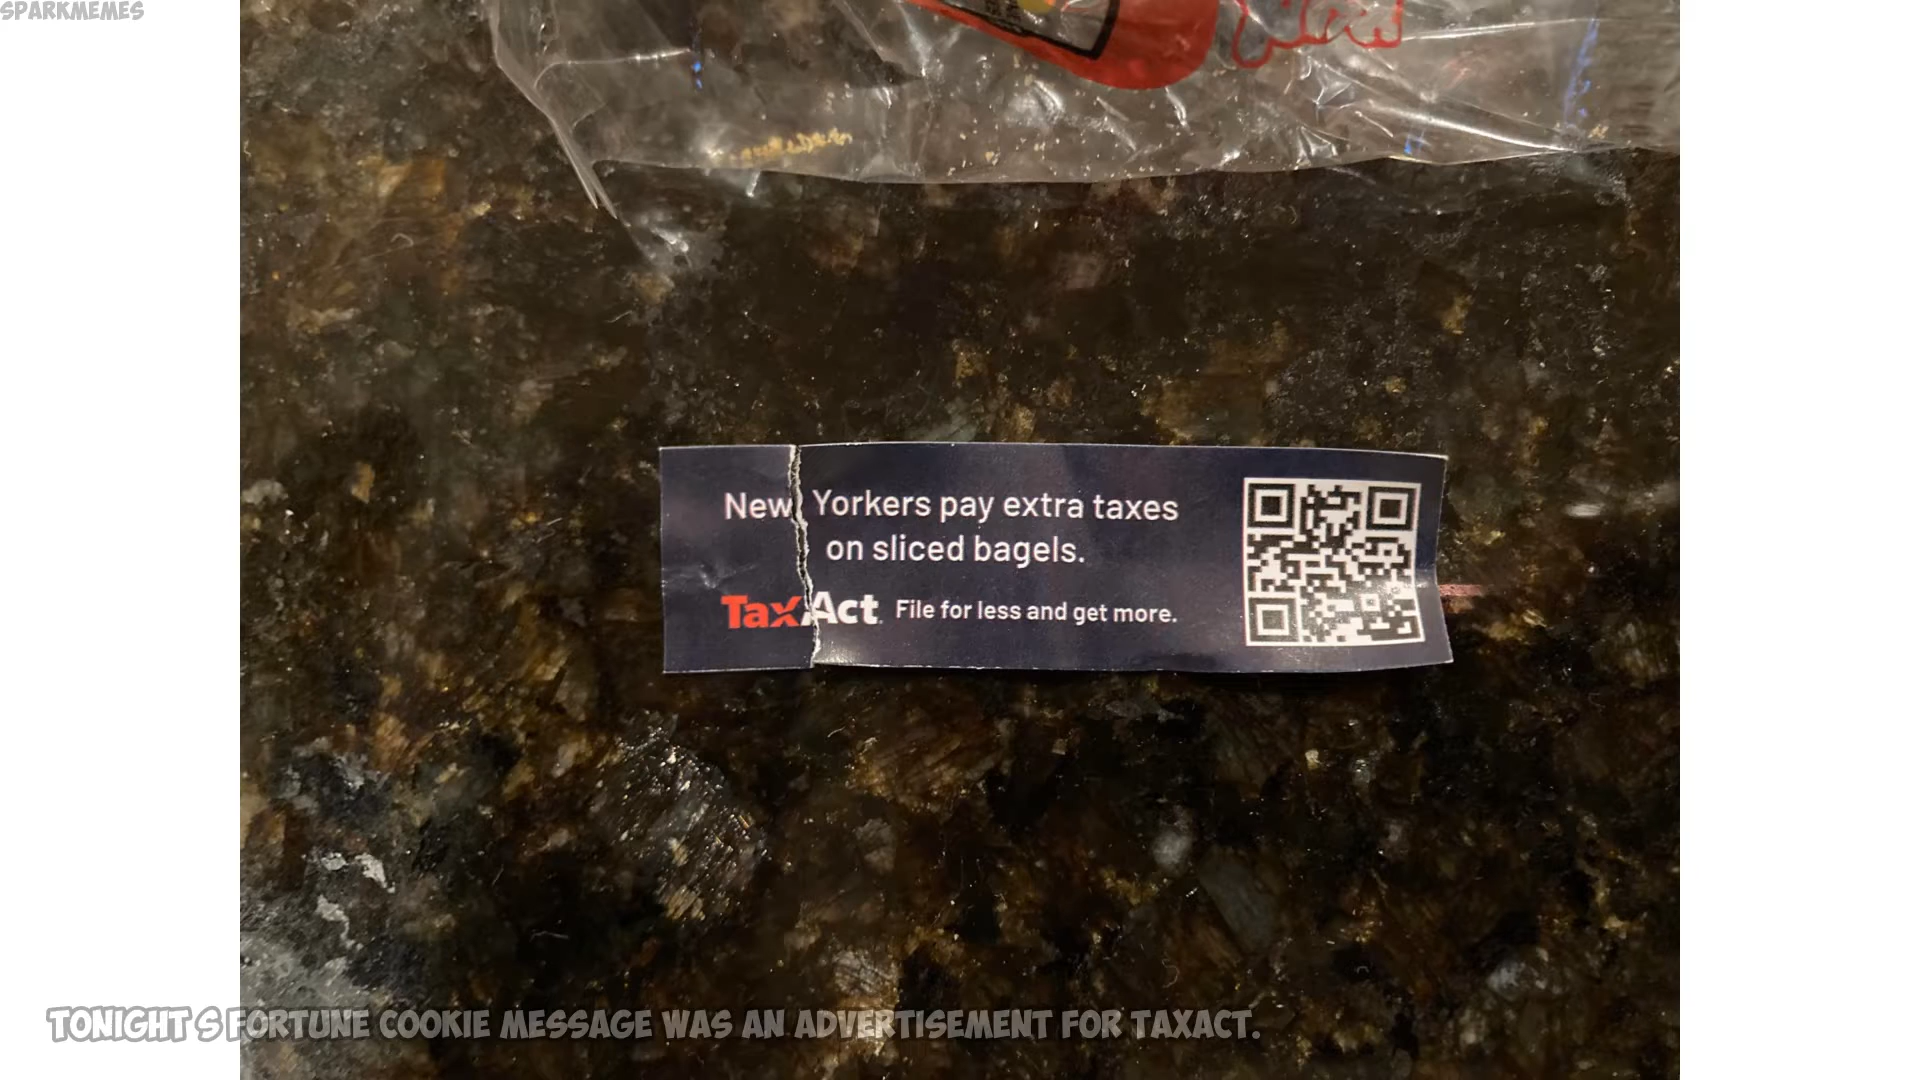 SPARKMEMES
New Yorkers pay extra taxes
on sliced bagels.
TaxAct. File for less and get more.
TONIGHT S FORTUNE COOKIE MESSAGE WAS AN ADVERTISEMENT FOR TAXACT.